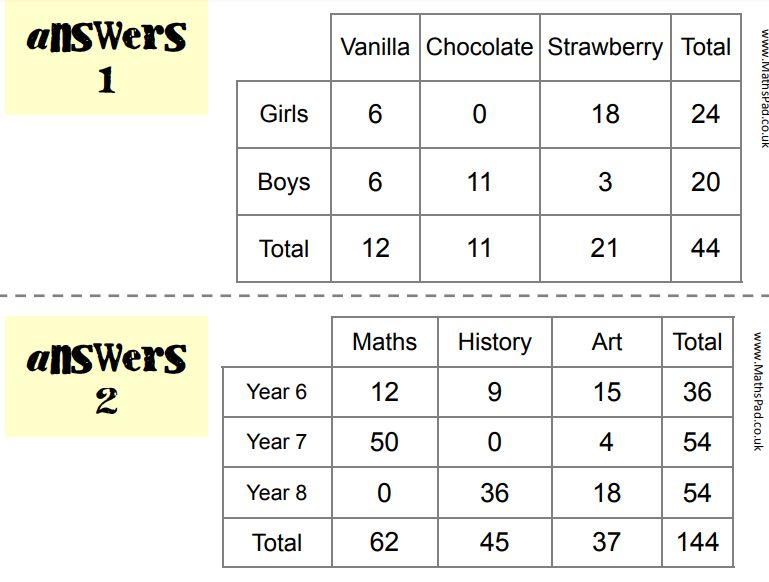 answers
1
Vanilla Chocolate Strawberry Total
Girls 6 0 18 24
Boys 6 11 3 20
Total 12 11 21 44
www.MathsPad.co.uk
answers
2
Maths History Art Total
Year 6 12 9 15 36
Year 7 50 0 4 54
Year 8 0 36 18 54
Total 62 45 37 144
www.MathsPad.co.uk